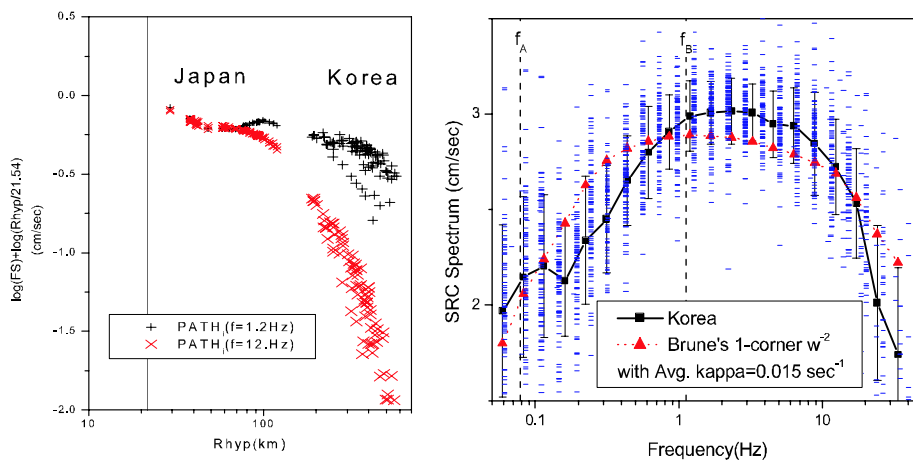 0.5
0.0
-0.5
-1.0
-1.5
-2.0
10
100
log(FS)+log(Rhyp/21.54)
(cm/sec)
Rhyp(km)
Japan
Korea
PATH_i(f=1.2Hz)
PATH_i(f=12.Hz)
f_A
f_B
3
2
0.1
1
10
SRC Spectrum (cm/sec)
Frequency(Hz)
Korea
Brune's 1-corner w^-2
with Avg. kappa=0.015 sec^-1